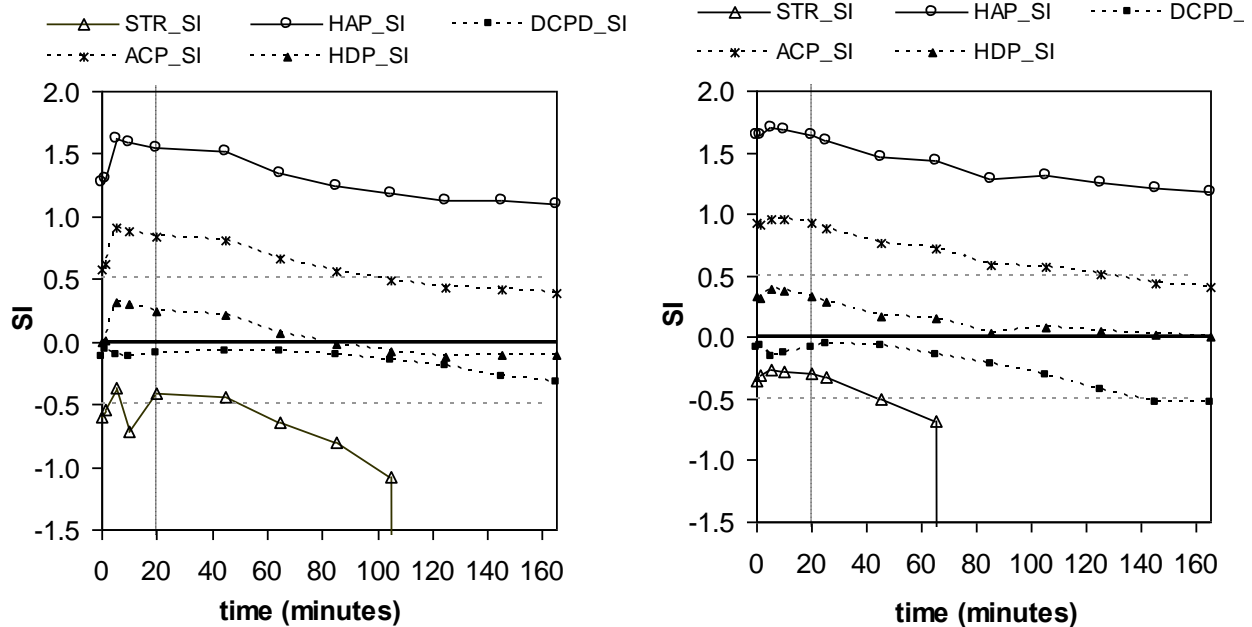 STR_SI HAP_SI DCPD_SI
ACP_SI HDP_SI
2.0
1.5
1.0
0.5
0.0
-0.5
-1.0
-1.5
SI
0 20 40 60 80 100 120 140 160
time (minutes)
STR_SI HAP_SI DCPD_SI
ACP_SI HDP_SI
2.0
1.5
1.0
0.5
0.0
-0.5
-1.0
-1.5
SI
0 20 40 60 80 100 120 140 160
time (minutes)